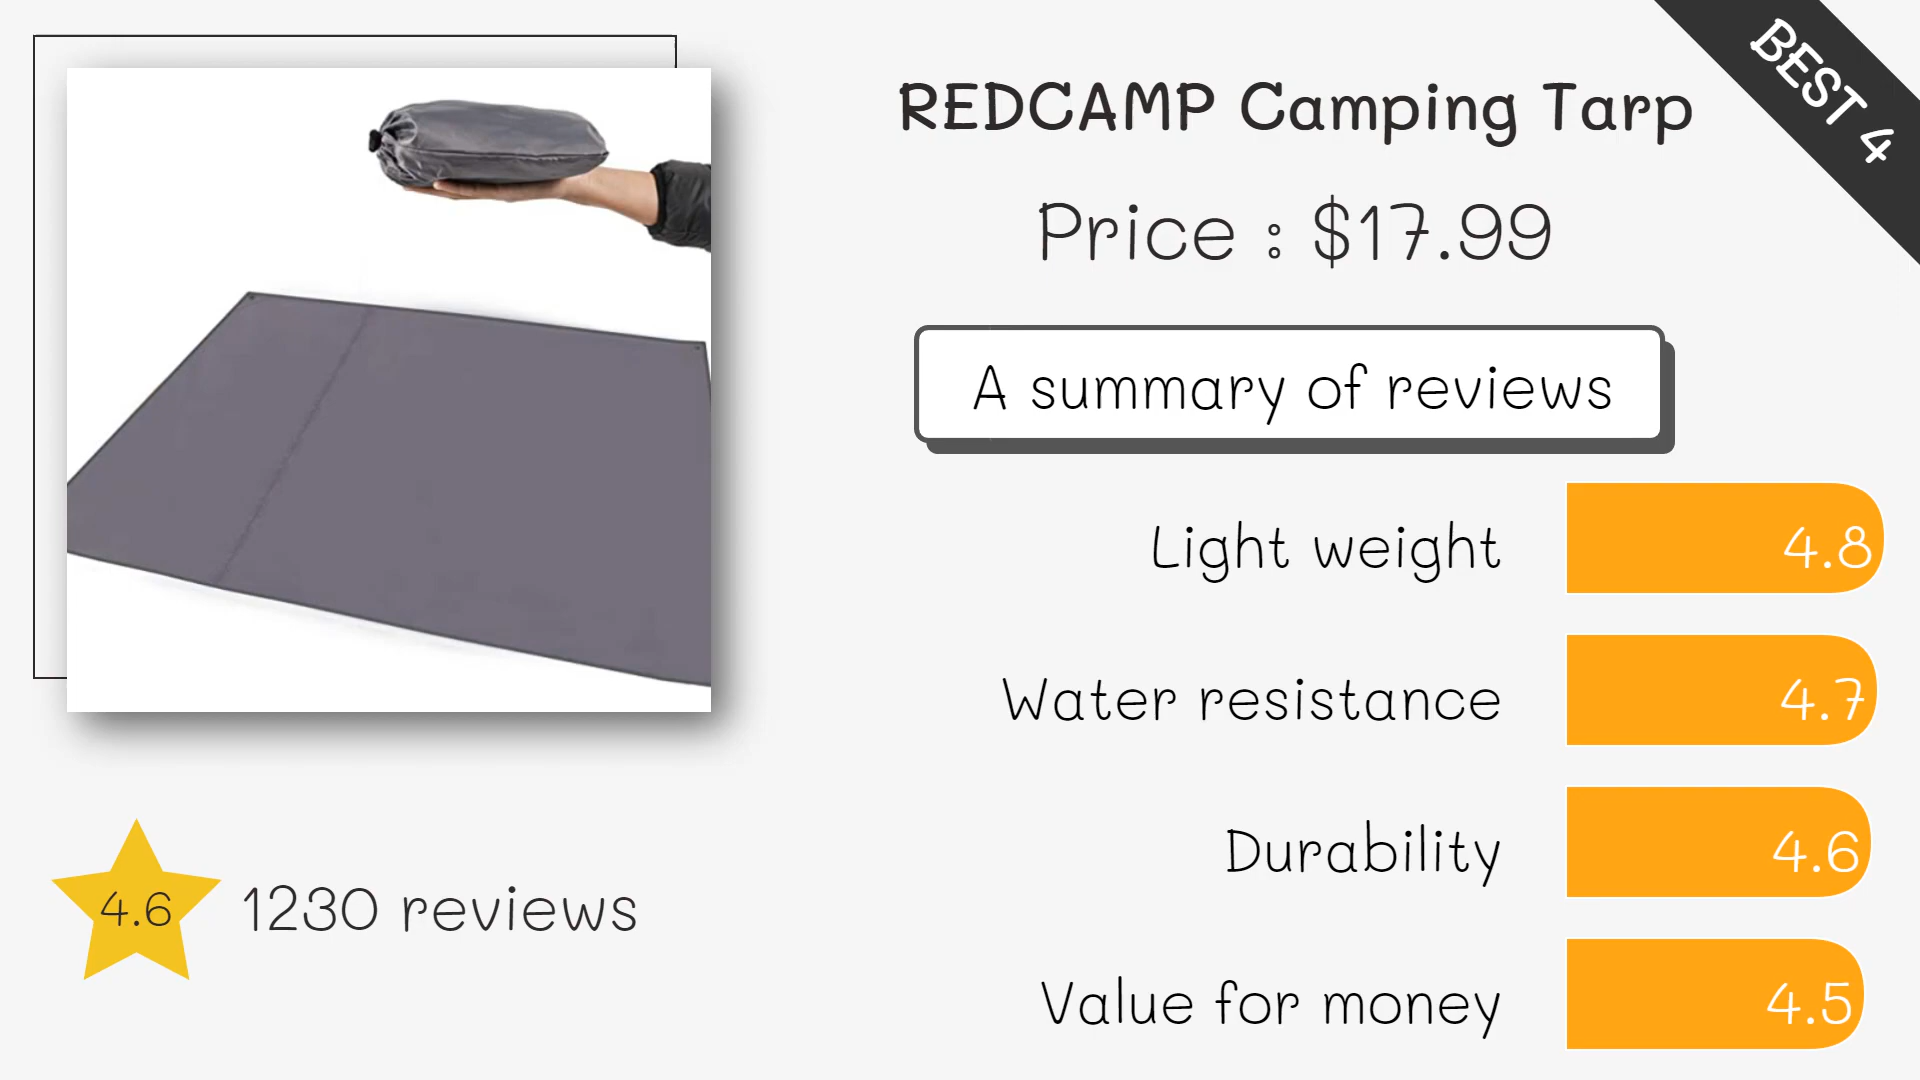 REDCAMP Camping Tarp
BEST 4
Price : $17.99
A summary of reviews
Light weight 4.8
Water resistance 4.7
Durability 4.6
Value for money 4.5
4.6 1230 reviews